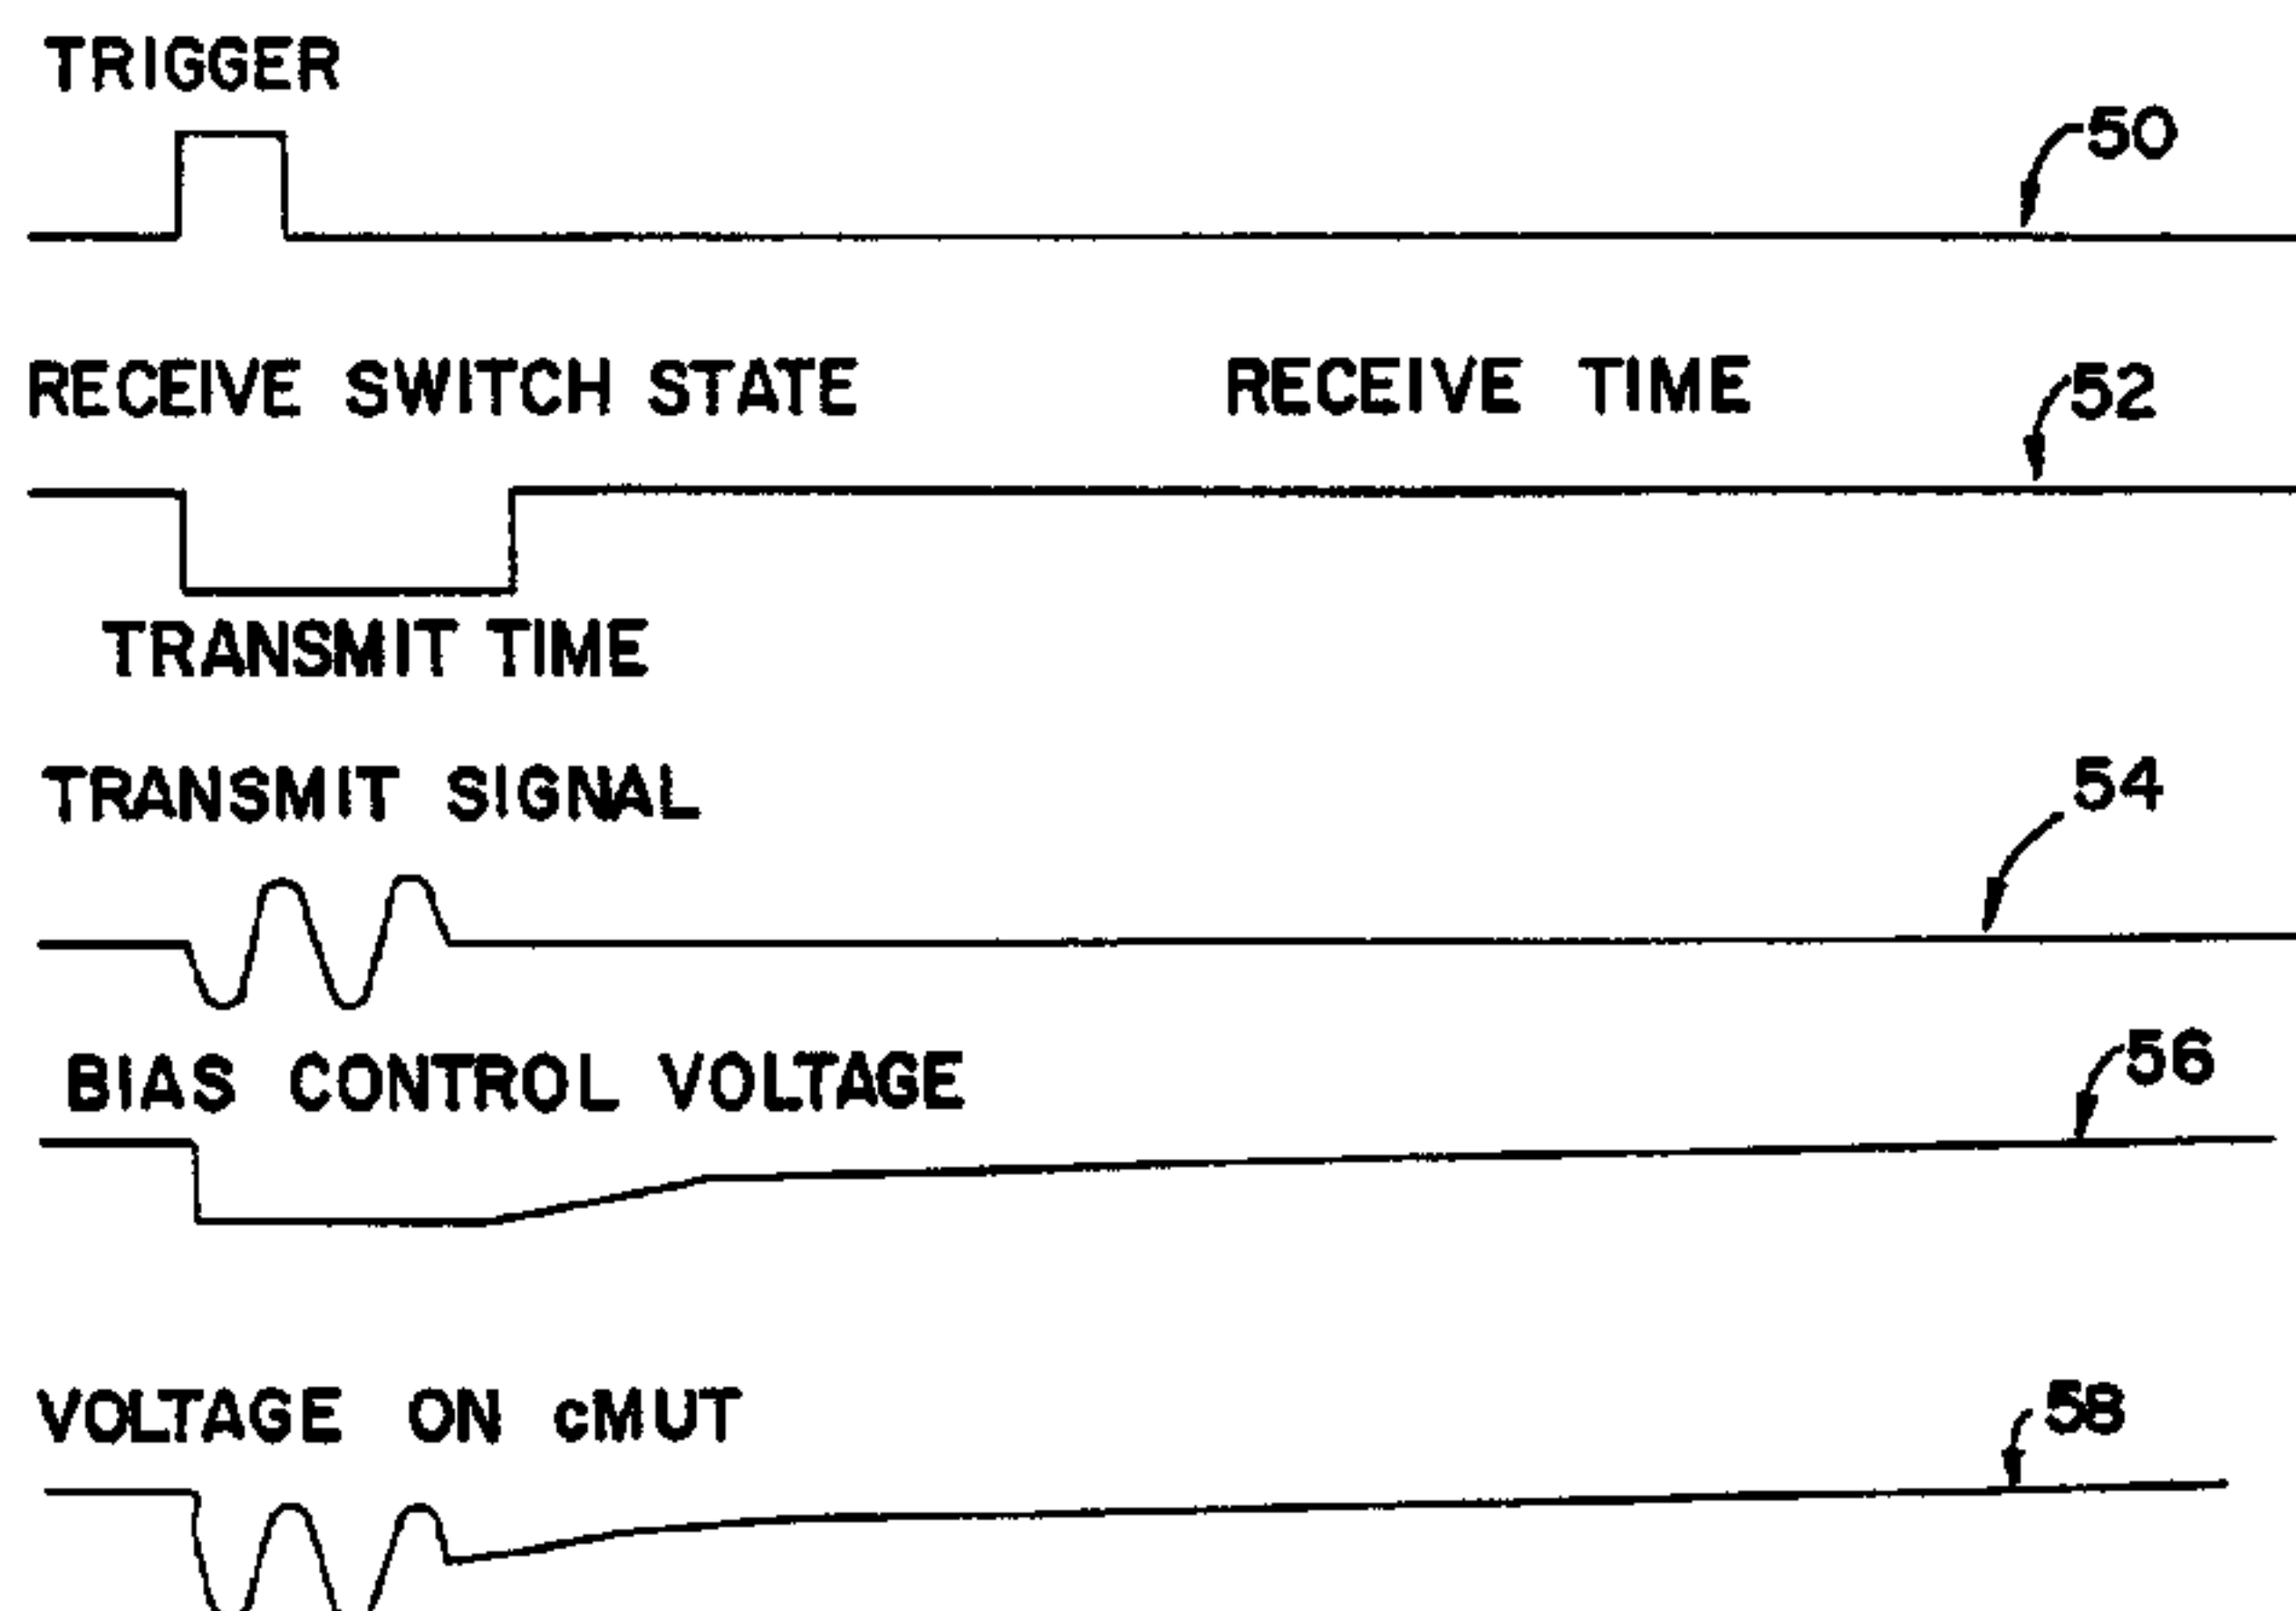 TRIGGER
50
RECEIVE SWITCH STATE
RECEIVE TIME
52
TRANSMIT TIME
TRANSMIT SIGNAL
54
BIAS CONTROL VOLTAGE
56
VOLTAGE ON cMUT
58